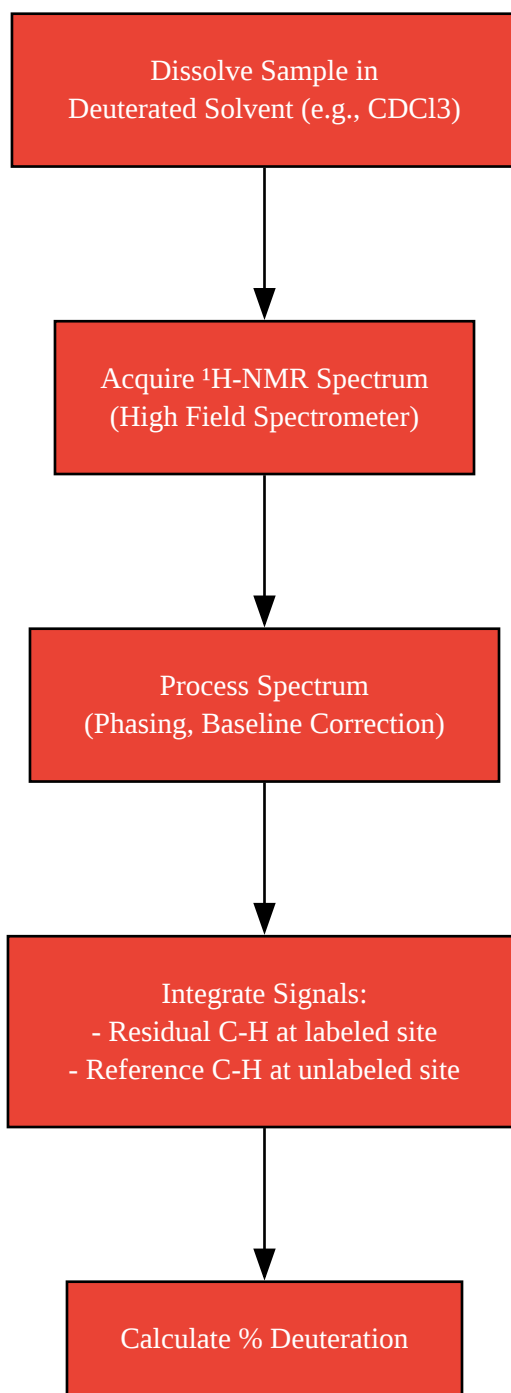 Dissolve Sample in
Deuterated Solvent (e.g., CDCl3)
Acquire ¹H-NMR Spectrum
(High Field Spectrometer)
Process Spectrum
(Phasing, Baseline Correction)
Integrate Signals:
- Residual C-H at labeled site
- Reference C-H at unlabeled site
Calculate % Deuteration